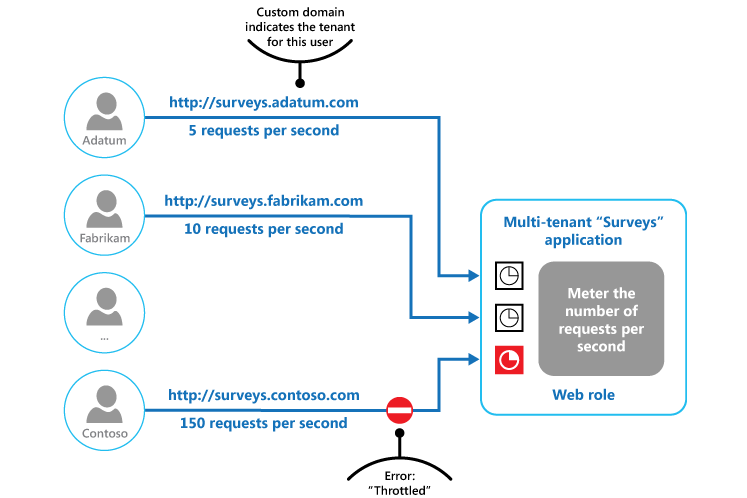 Custom domain
indicates the tenant
for this user
http://surveys.adatum.com
5 requests per second
Adatum
http://surveys.fabrikam.com
10 requests per second
Fabrikam
...
http://surveys.contoso.com
150 requests per second
Contoso
Error:
“Throttled”
Multi-tenant “Surveys”
application
Meter the
number of
requests per
second
Web role